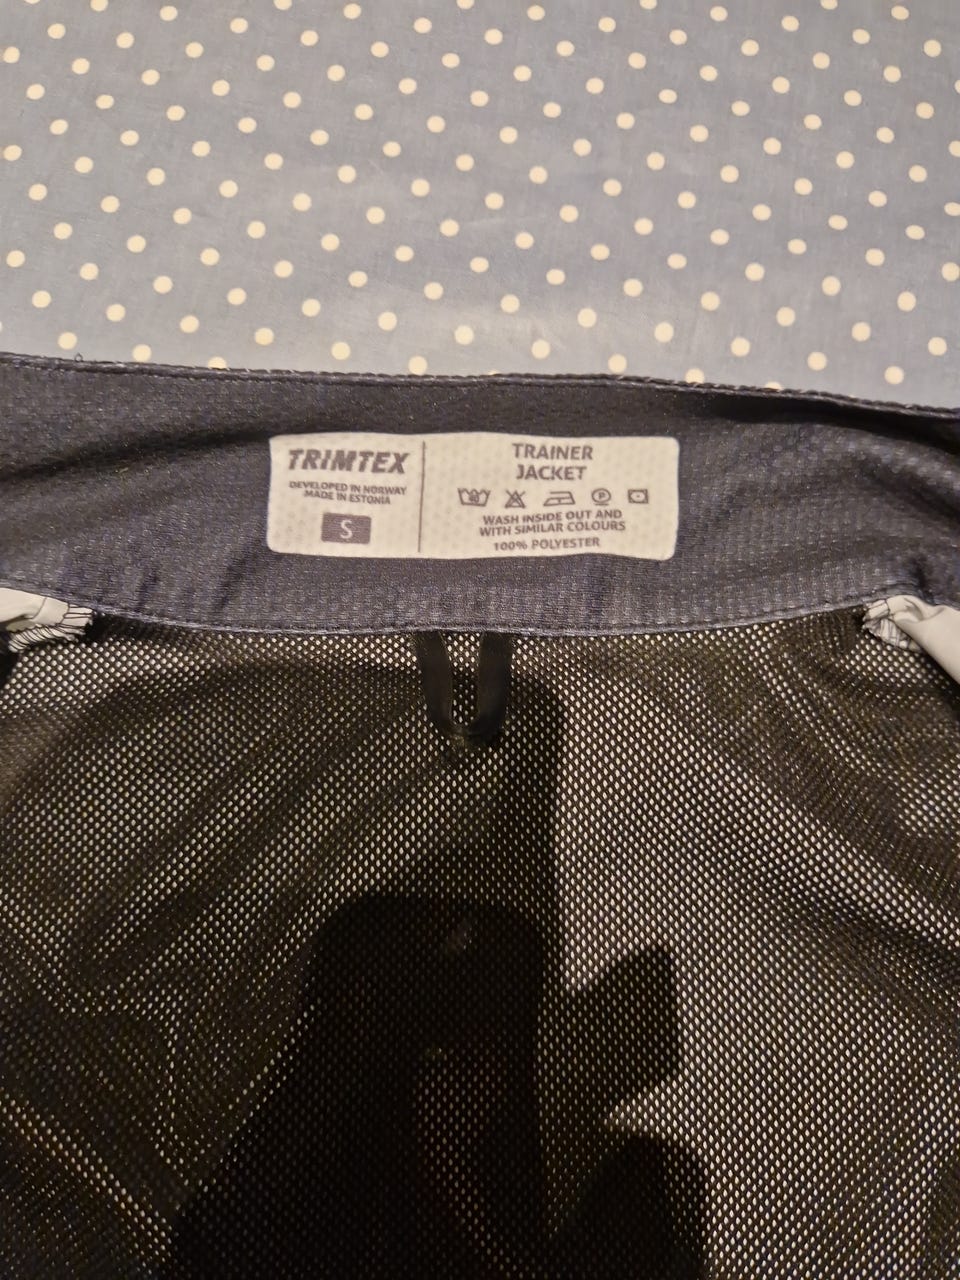 TRIMTEX
DEVELOPED IN NORWAY
MADE IN ESTONIA
S
TRAINER
JACKET
P
WASH INSIDE OUT AND
WITH SIMILAR COLOURS
100% POLYESTER